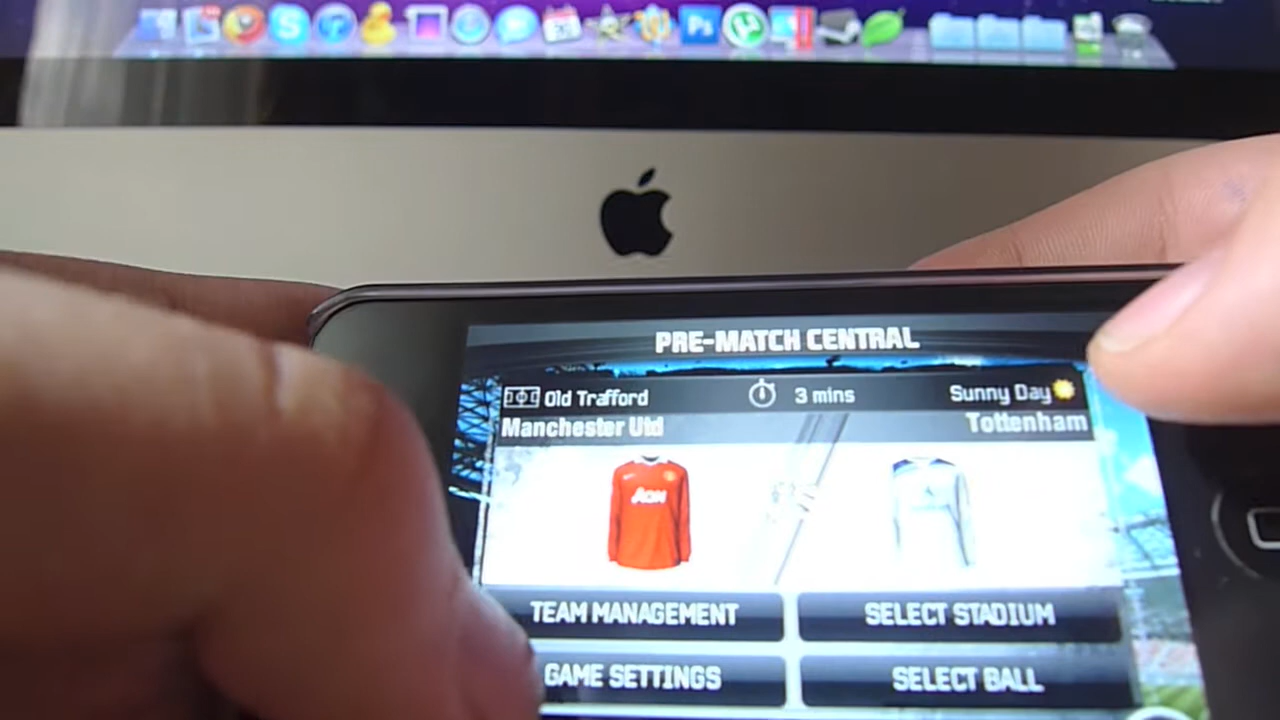 Ps
PRE-MATCH CENTRAL
Old Trafford 3 mins Sunny Day
Manchester Utd Tottenham
AON
TEAM MANAGEMENT SELECT STADIUM
GAME SETTINGS SELECT BALL